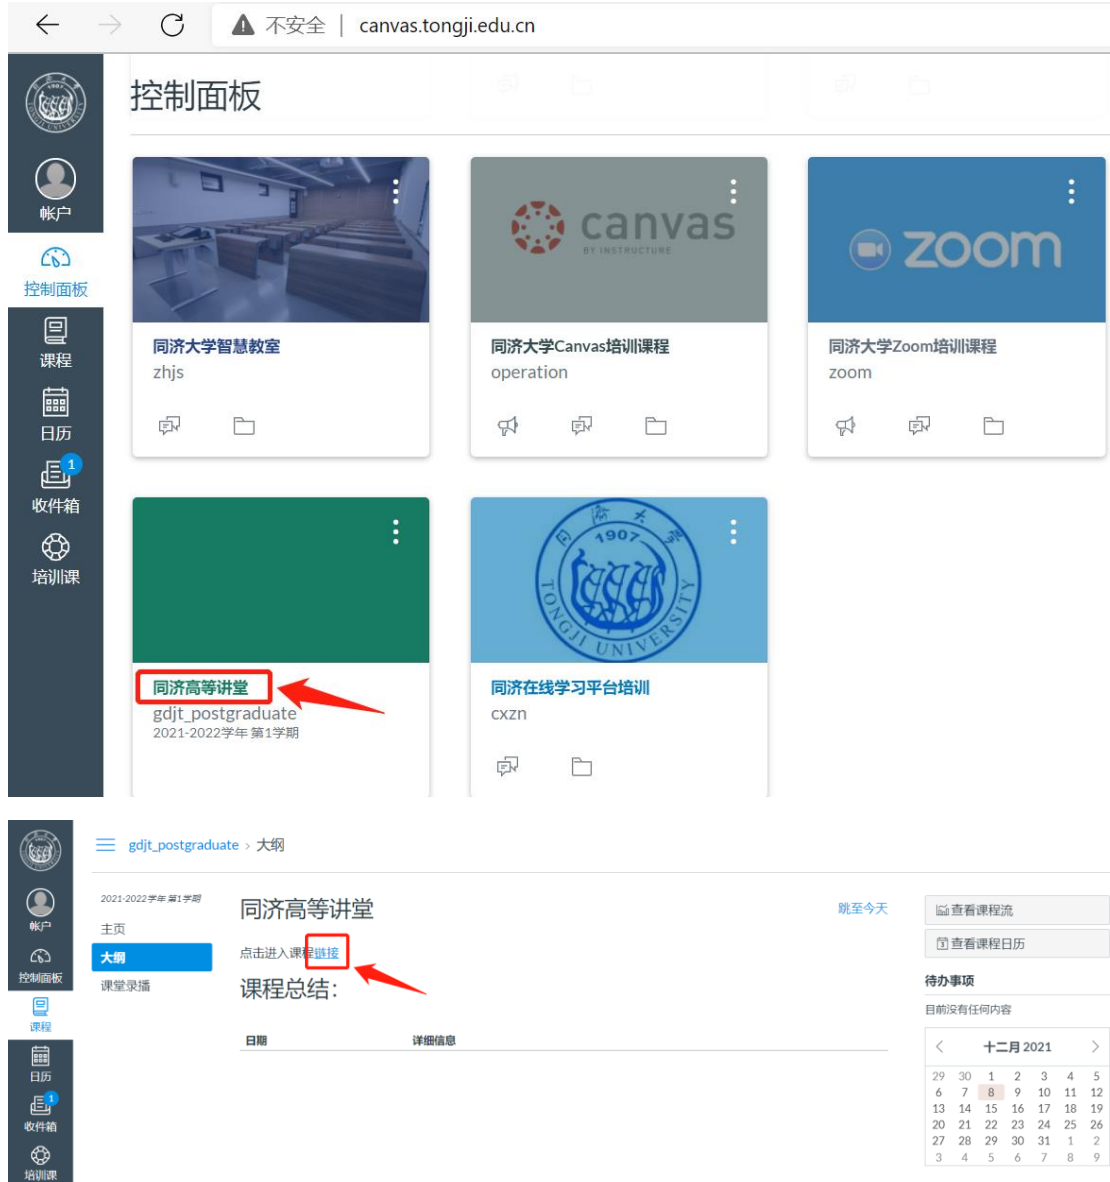 不安全 | canvas.tongji.edu.cn
控制面板
帐户
控制面板
课程
日历
1
收件箱
培训课
同济大学智慧教室
zhjs
canvas
BY INSTRUCTURE
同济大学Canvas培训课程
operation
zoom
同济大学Zoom培训课程
zoom
同济高等讲堂
gdjt_postgraduate
2021-2022学年 第1学期
同济大学
1907
TONGJI UNIVERSITY
同济在线学习平台培训
cxzn
帐户
控制面板
课程
日历
1
收件箱
培训课
gdjt_postgraduate › 大纲
2021-2022学年 第1学期
主页
大纲
课堂录播
同济高等讲堂
跳至今天
点击进入课程链接
课程总结：
日期 详细信息
查看课程流
查看课程日历
待办事项
目前没有任何内容
十二月 2021
29 30 1 2 3 4 5
6 7 8 9 10 11 12
13 14 15 16 17 18 19
20 21 22 23 24 25 26
27 28 29 30 31 1 2
3 4 5 6 7 8 9